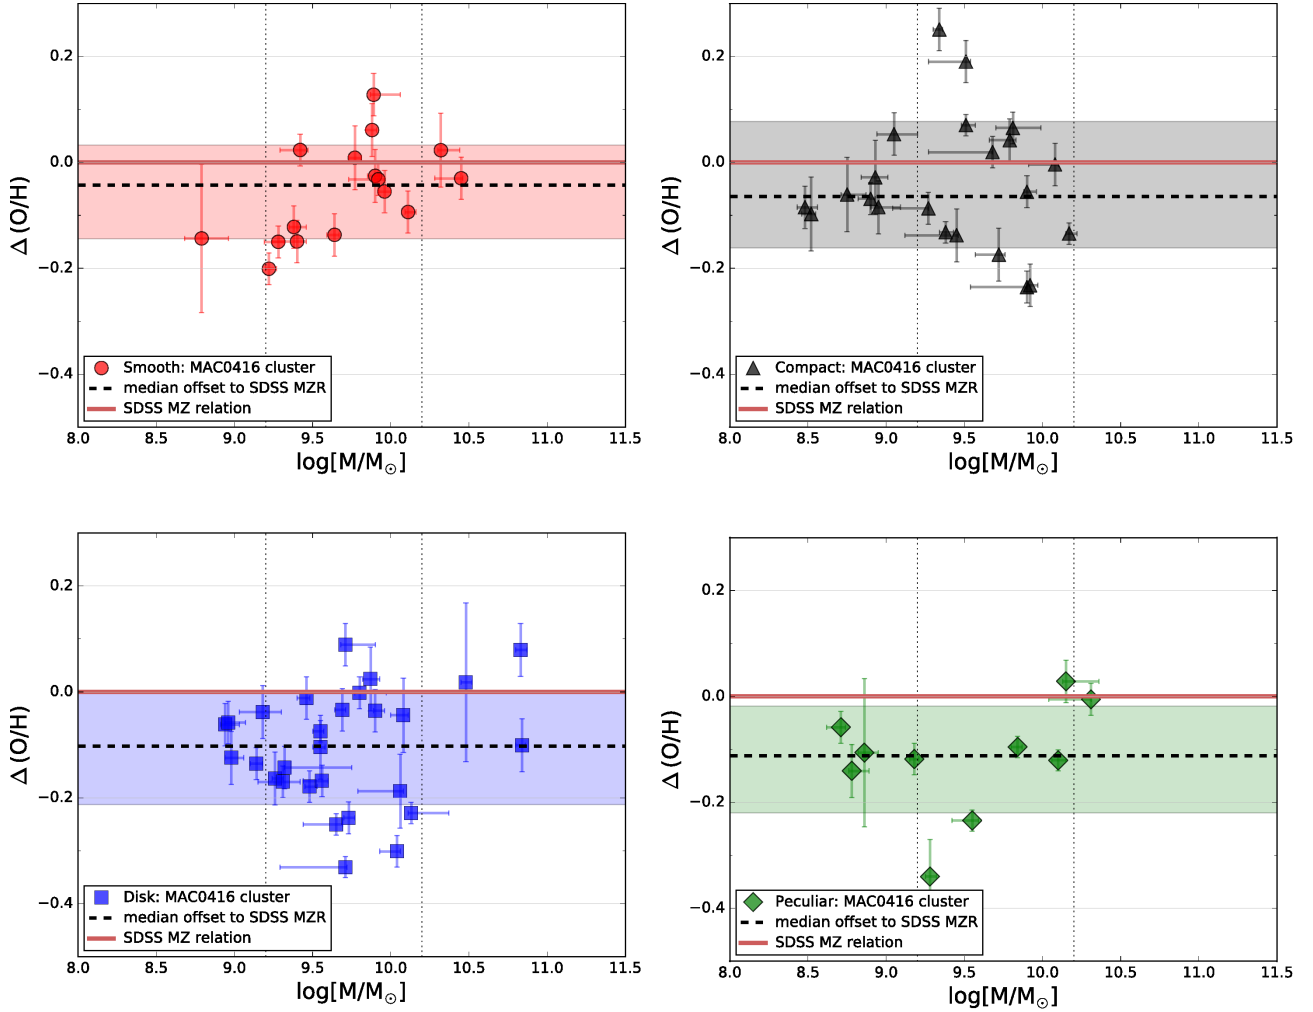 0.2
0.0
−0.2
−0.4
Δ (O/H)
Smooth: MAC0416 cluster
median offset to SDSS MZR
SDSS MZ relation
8.0 8.5 9.0 9.5 10.0 10.5 11.0 11.5
log[M/M⊙]
0.2
0.0
−0.2
−0.4
Δ (O/H)
Compact: MAC0416 cluster
median offset to SDSS MZR
SDSS MZ relation
8.0 8.5 9.0 9.5 10.0 10.5 11.0 11.5
log[M/M⊙]
0.2
0.0
−0.2
−0.4
Δ (O/H)
Disk: MAC0416 cluster
median offset to SDSS MZR
SDSS MZ relation
8.0 8.5 9.0 9.5 10.0 10.5 11.0 11.5
log[M/M⊙]
0.2
0.0
−0.2
−0.4
Δ (O/H)
Peculiar: MAC0416 cluster
median offset to SDSS MZR
SDSS MZ relation
8.0 8.5 9.0 9.5 10.0 10.5 11.0 11.5
log[M/M⊙]